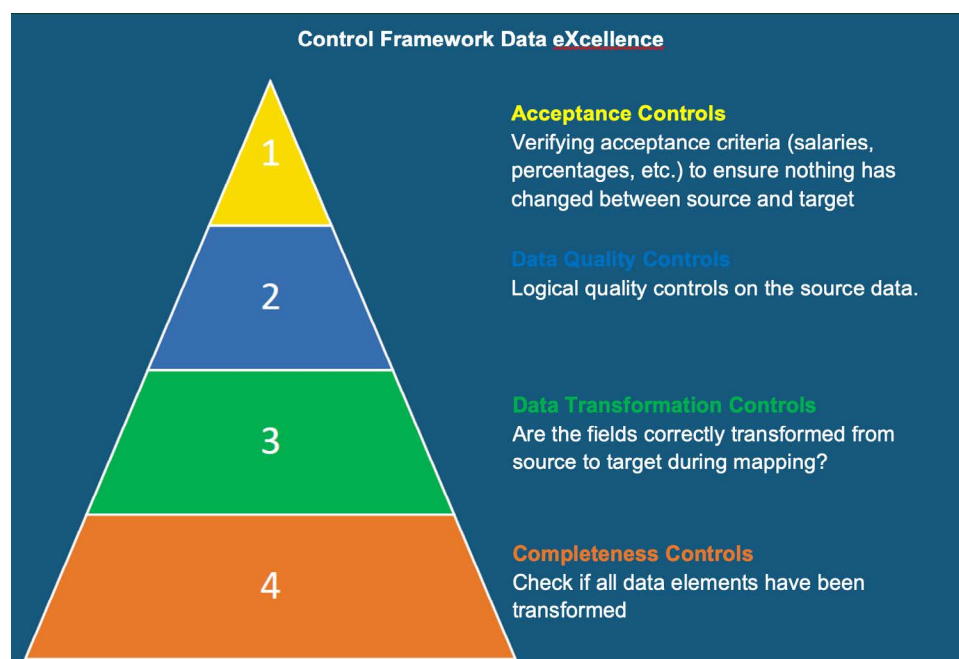 Control Framework Data eXcellence
1
Acceptance Controls
Verifying acceptance criteria (salaries,
percentages, etc.) to ensure nothing has
changed between source and target
2
Data Quality Controls
Logical quality controls on the source data.
3
Data Transformation Controls
Are the fields correctly transformed from
source to target during mapping?
4
Completeness Controls
Check if all data elements have been
transformed